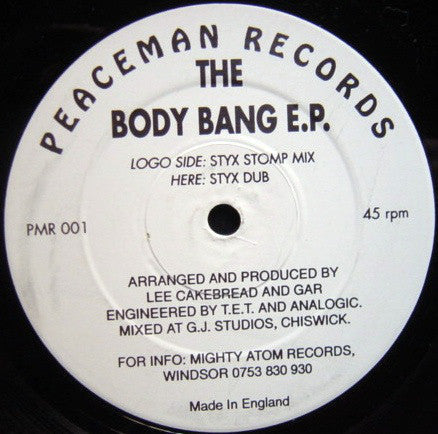 PEACEMAN RECORDS
THE
BODY BANG E.P.
LOGO SIDE: STYX STOMP MIX
HERE: STYX DUB
PMR 001
45 rpm
ARRANGED AND PRODUCED BY
LEE CAKEBREAD AND GAR
ENGINEERED BY T.E.T. AND ANALOGIC.
MIXED AT G.J. STUDIOS, CHISWICK.
FOR INFO: MIGHTY ATOM RECORDS,
WINDSOR 0753 830 930
Made In England